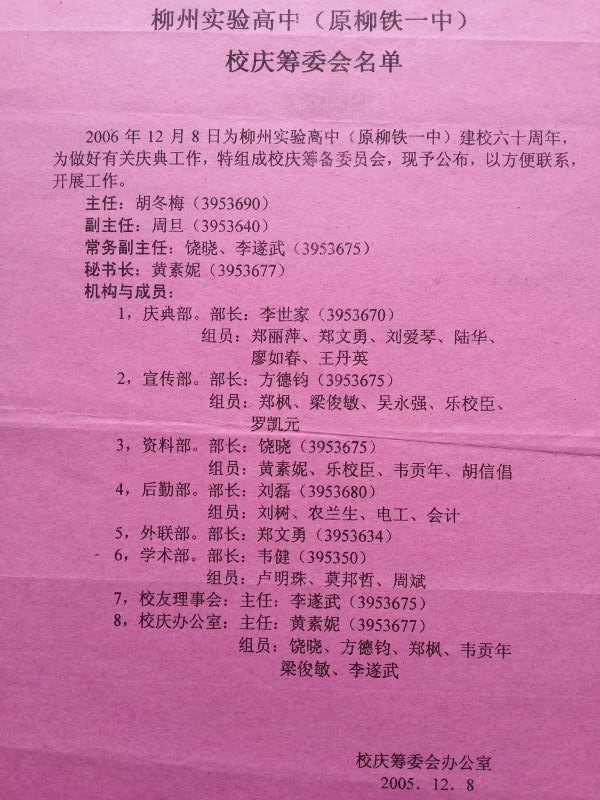 柳州实验高中（原柳铁一中）
校庆筹委会名单
2006 年 12 月 8 日为柳州实验高中（原柳铁一中）建校六十周年，
为做好有关庆典工作，特组成校庆筹备委员会，现予公布，以方便联系，
开展工作。
主任：胡冬梅（3953690）
副主任：周旦（3953640）
常务副主任：饶晓、李遂武（3953675）
秘书长：黄素妮（3953677）
机构与成员：
1，庆典部。部长：李世家（3953670）
组员：郑丽萍、郑文勇、刘爱琴、陆华、
廖如春、王丹英
2，宣传部。部长：方德钧（3953675）
组员：郑枫、梁俊敏、吴永强、乐校臣、
罗凯元
3，资料部。部长：饶晓（3953675）
组员：黄素妮、乐校臣、韦贡年、胡信倡
4，后勤部。部长：刘磊（3953680）
组员：刘树、农兰生、电工、会计
5，外联部。部长：郑文勇（3953634）
6，学术部。部长：韦健（395350）
组员：卢明珠、莫邦哲、周斌
7，校友理事会：主任：李遂武（3953675）
8，校庆办公室：主任：黄素妮（3953677）
组员：饶晓、方德钧、郑枫、韦贡年
梁俊敏、李遂武
校庆筹委会办公室
2005．12．8